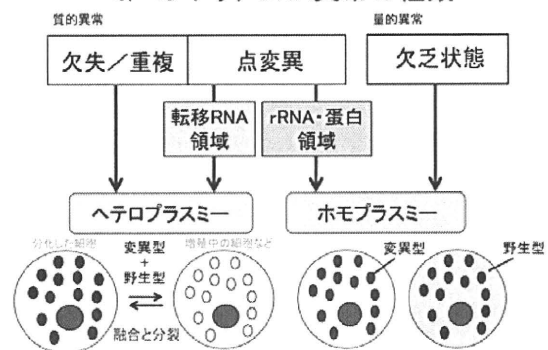 質的異常
量的異常
欠失/重複
点変異
欠乏状態
転移RNA
領域
rRNA・蛋白
領域
ヘテロプラスミー
ホモプラスミー
分化した細胞
変異型
+
野生型
増殖中の細胞など
融合と分裂
変異型
野生型